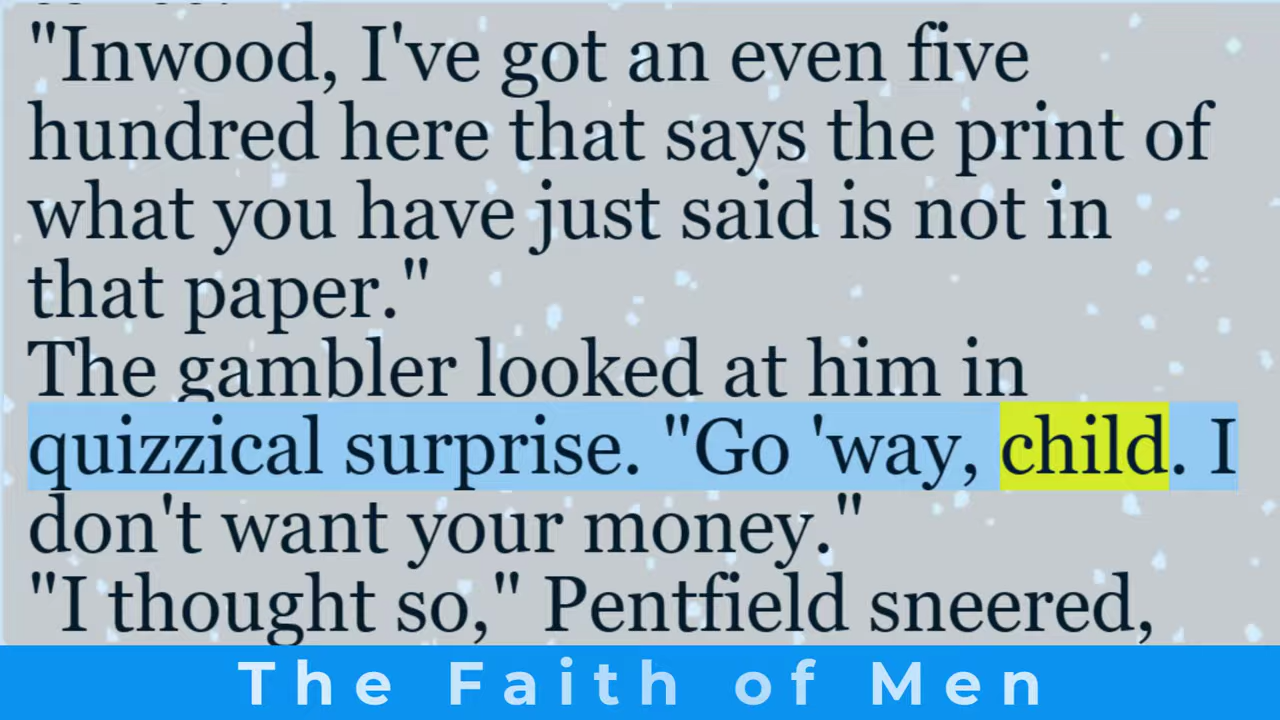 "Inwood, I've got an even five
hundred here that says the print of
what you have just said is not in
that paper."
The gambler looked at him in
quizzical surprise. "Go 'way, child. I
don't want your money."
"I thought so," Pentfield sneered,
The Faith of Men